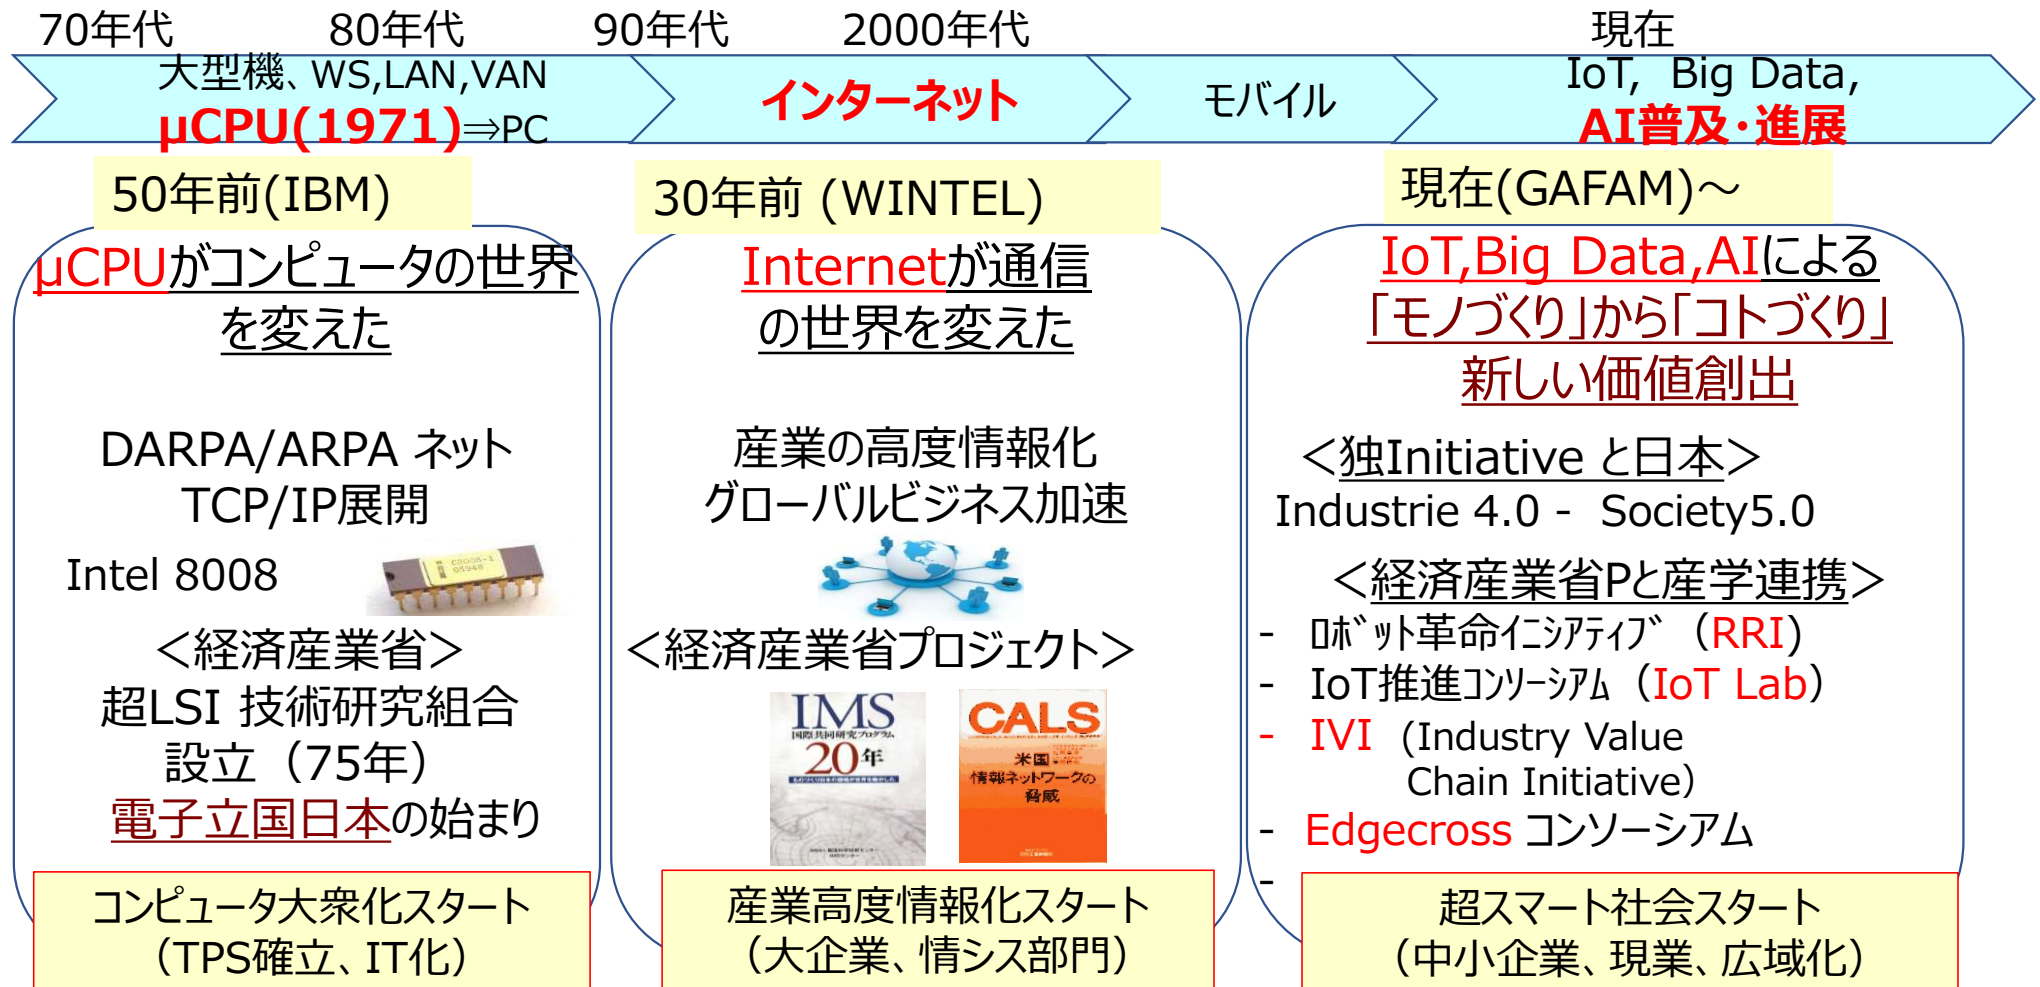 70年代 80年代 90年代 2000年代 現在
大型機、WS,LAN,VAN
μCPU(1971)⇒PC
インターネット
モバイル
IoT, Big Data,
AI普及・進展
50年前(IBM)
μCPUがコンピュータの世界
を変えた
DARPA/ARPA ネット
TCP/IP展開
Intel 8008
C8008-1
＜経済産業省＞
超LSI 技術研究組合
設立（75年）
電子立国日本の始まり
コンピュータ大衆化スタート
（TPS確立、IT化）
30年前 (WINTEL)
Internetが通信
の世界を変えた
産業の高度情報化
グローバルビジネス加速
＜経済産業省プロジェクト＞
IMS
国際共同研究プログラム
20年
CALS
米国
情報ネットワークの
脅威
産業高度情報化スタート
（大企業、情シス部門）
現在(GAFAM)～
IoT,Big Data,AIによる
「モノづくり」から「コトづくり」
新しい価値創出
＜独Initiative と日本＞
Industrie 4.0 - Society5.0
＜経済産業省Pと産学連携＞
- ﾛﾎﾞｯﾄ革命ｲﾆｼｱﾃｨﾌﾞ（RRI)
- IoT推進ｺﾝｿｰｼｱﾑ（IoT Lab）
- IVI (Industry Value
Chain Initiative）
- Edgecross コンソーシアム
-
超スマート社会スタート
（中小企業、現業、広域化）